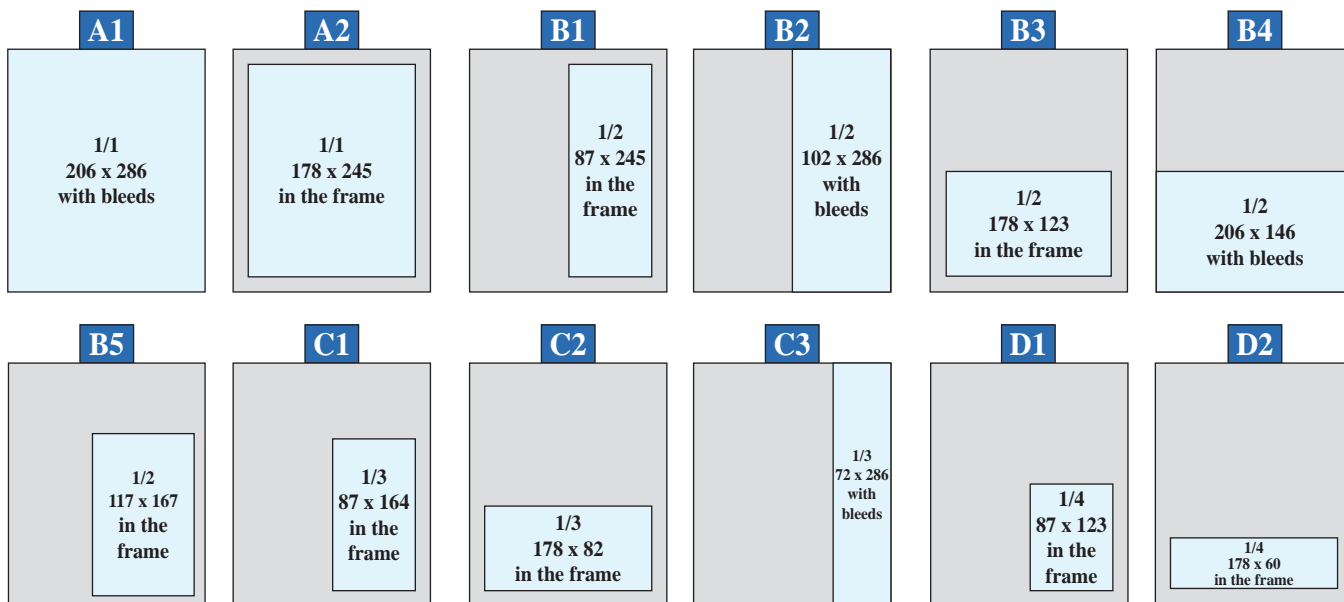 A1
1/1
206 x 286
with bleeds
A2
1/1
178 x 245
in the frame
B1
1/2
87 x 245
in the
frame
B2
1/2
102 x 286
with
bleeds
B3
1/2
178 x 123
in the frame
B4
1/2
206 x 146
with bleeds
B5
1/2
117 x 167
in the
frame
C1
1/3
87 x 164
in the
frame
C2
1/3
178 x 82
in the frame
C3
1/3
72 x 286
with
bleeds
D1
1/4
87 x 123
in the
frame
D2
1/4
178 x 60
in the frame